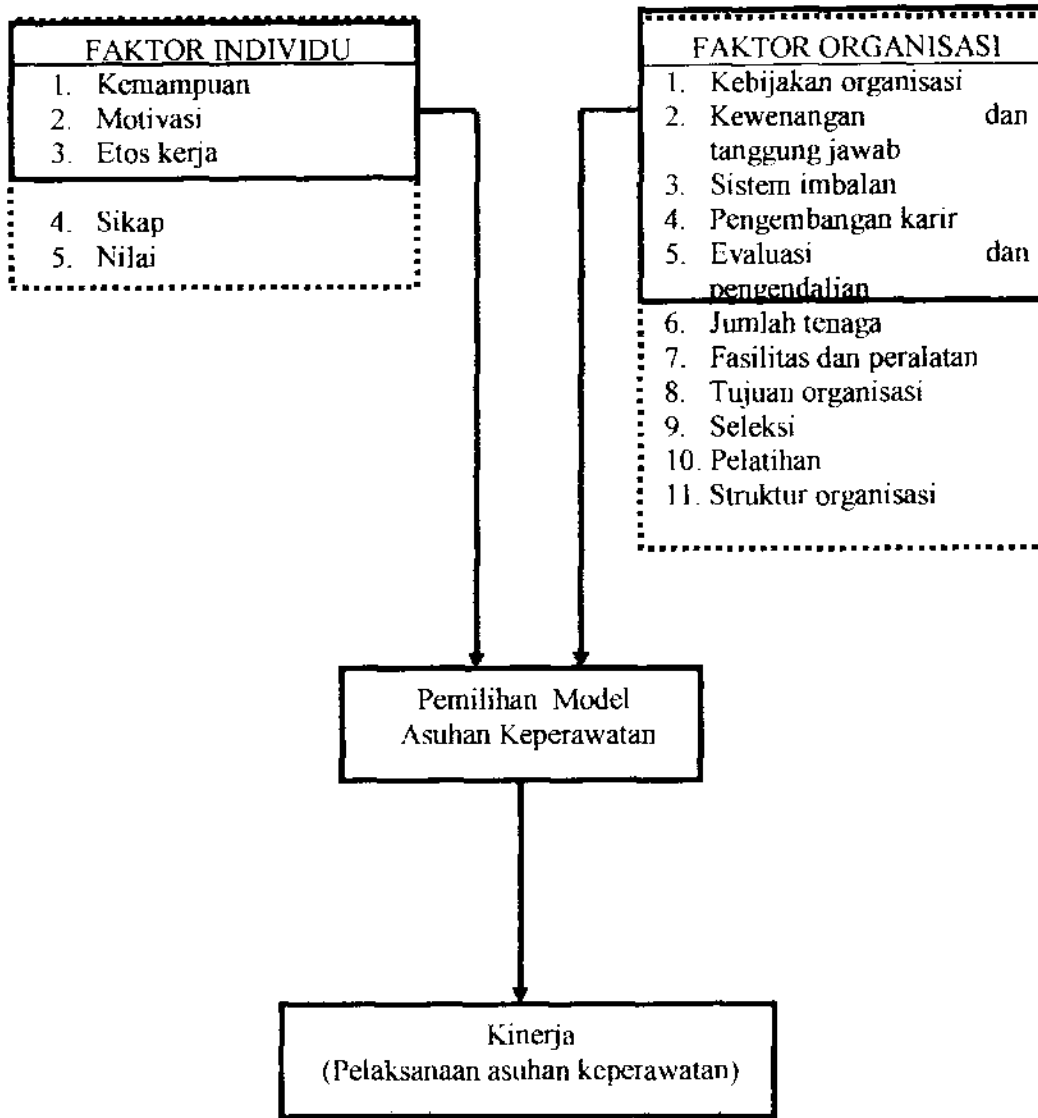 FAKTOR INDIVIDU
1. Kemampuan
2. Motivasi
3. Etos kerja
4. Sikap
5. Nilai
FAKTOR ORGANISASI
1. Kebijakan organisasi
2. Kewenangan dan
tanggung jawab
3. Sistem imbalan
4. Pengembangan karir
5. Evaluasi dan
pengendalian
6. Jumlah tenaga
7. Fasilitas dan peralatan
8. Tujuan organisasi
9. Seleksi
10. Pelatihan
11. Struktur organisasi
Pemilihan Model
Asuhan Keperawatan
Kinerja
(Pelaksanaan asuhan keperawatan)